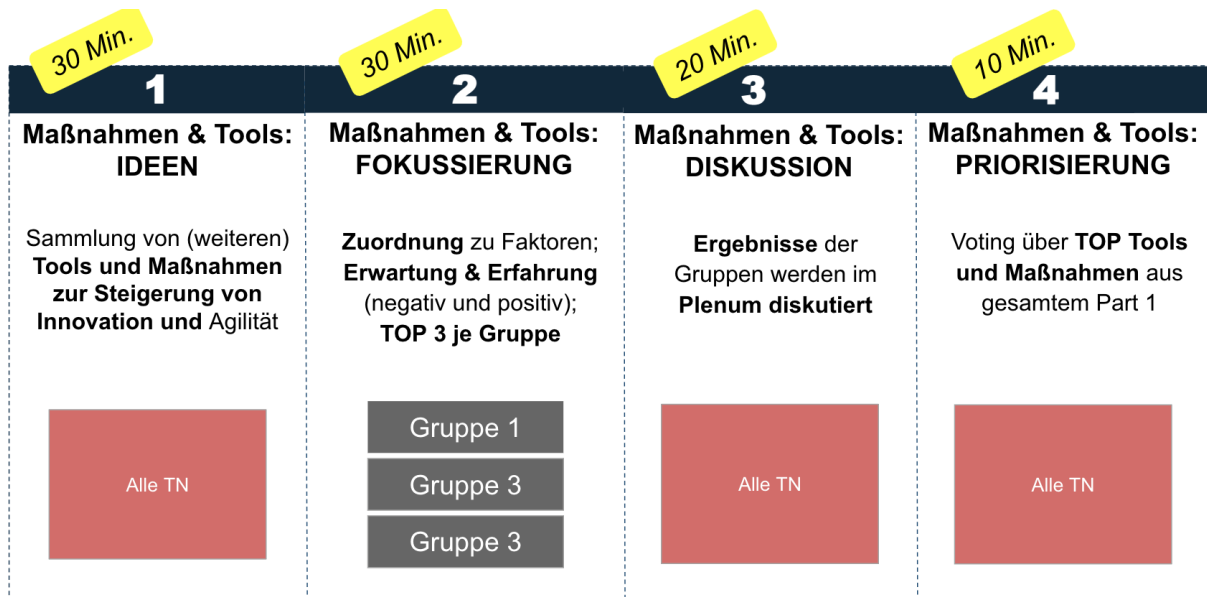 30 Min.
1
Maßnahmen & Tools:
IDEEN
Sammlung von (weiteren)
Tools und Maßnahmen
zur Steigerung von
Innovation und Agilität
Alle TN
30 Min.
2
Maßnahmen & Tools:
FOKUSSIERUNG
Zuordnung zu Faktoren;
Erwartung & Erfahrung
(negativ und positiv);
TOP 3 je Gruppe
Gruppe 1
Gruppe 3
Gruppe 3
20 Min.
3
Maßnahmen & Tools:
DISKUSSION
Ergebnisse der
Gruppen werden im
Plenum diskutiert
Alle TN
10 Min.
4
Maßnahmen & Tools:
PRIORISIERUNG
Voting über TOP Tools
und Maßnahmen aus
gesamtem Part 1
Alle TN